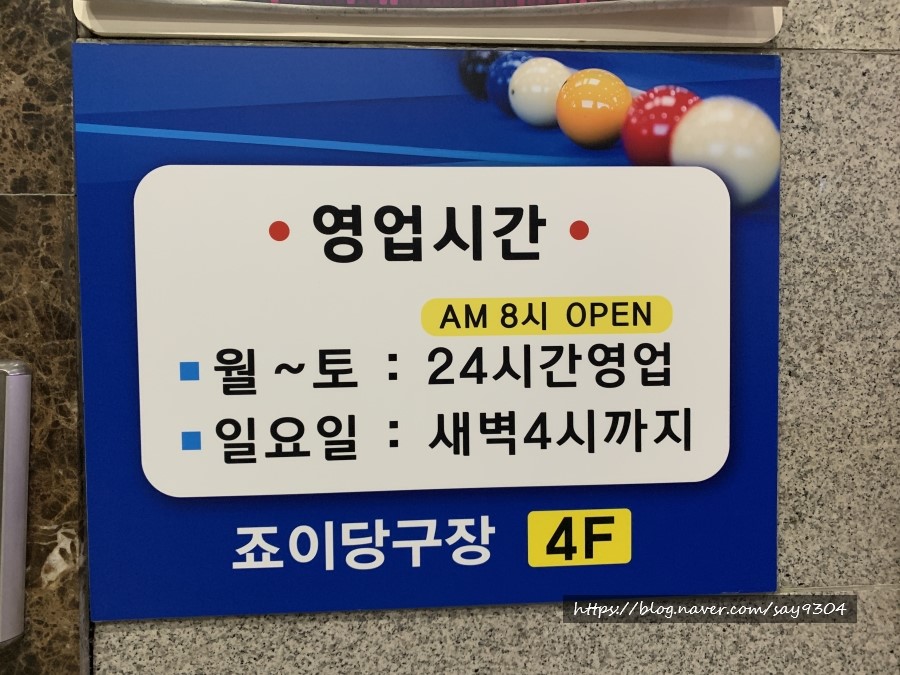 • 영업시간 •
AM 8시 OPEN
■ 월 ~ 토 : 24시간영업
■ 일요일 : 새벽4시까지
죠이당구장 4F
https://blog.naver.com/say9304